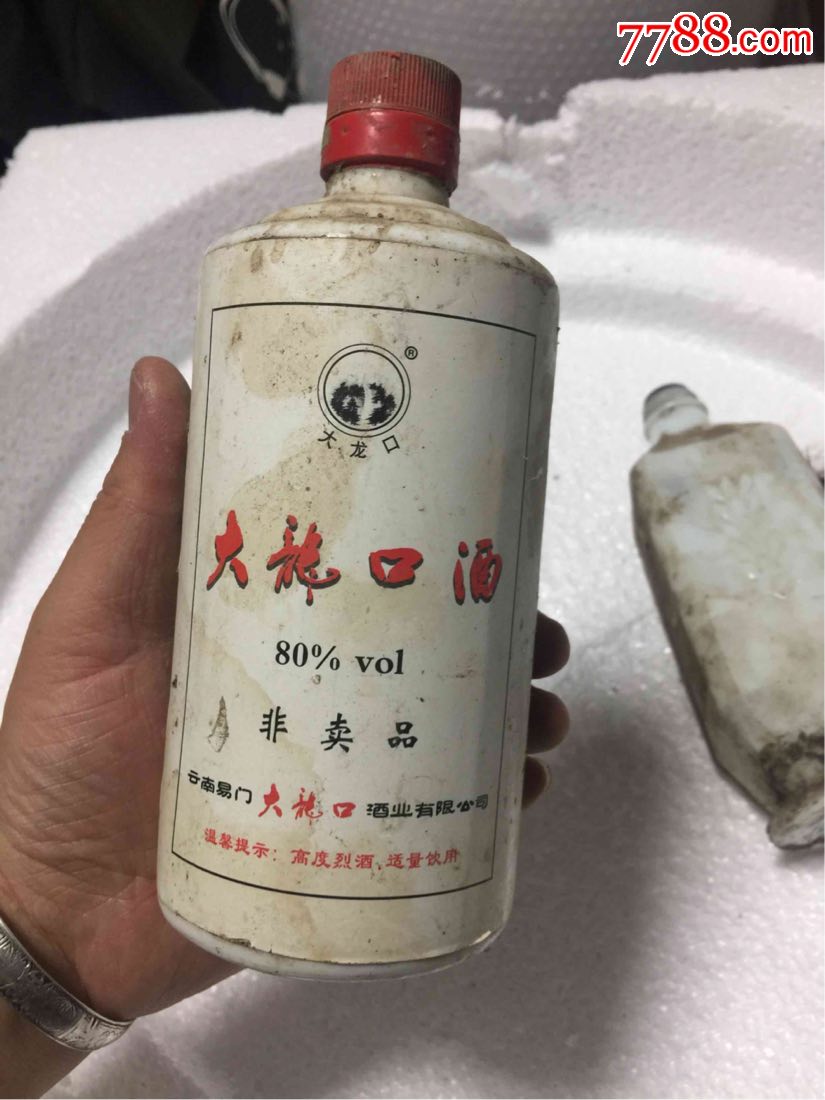 7788.com
®
大龙口
大龍口酒
80% vol
非卖品
云南易门大龍口酒业有限公司
温馨提示：高度烈酒、适量饮用